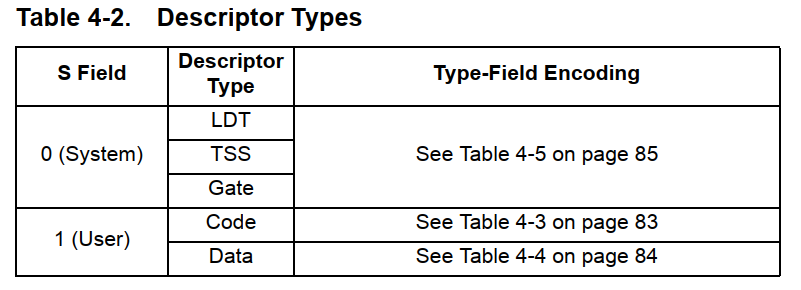 Table 4-2. Descriptor Types
S Field
Descriptor
Type
Type-Field Encoding
0 (System)
LDT
TSS
Gate
See Table 4-5 on page 85
1 (User)
Code
See Table 4-3 on page 83
Data
See Table 4-4 on page 84